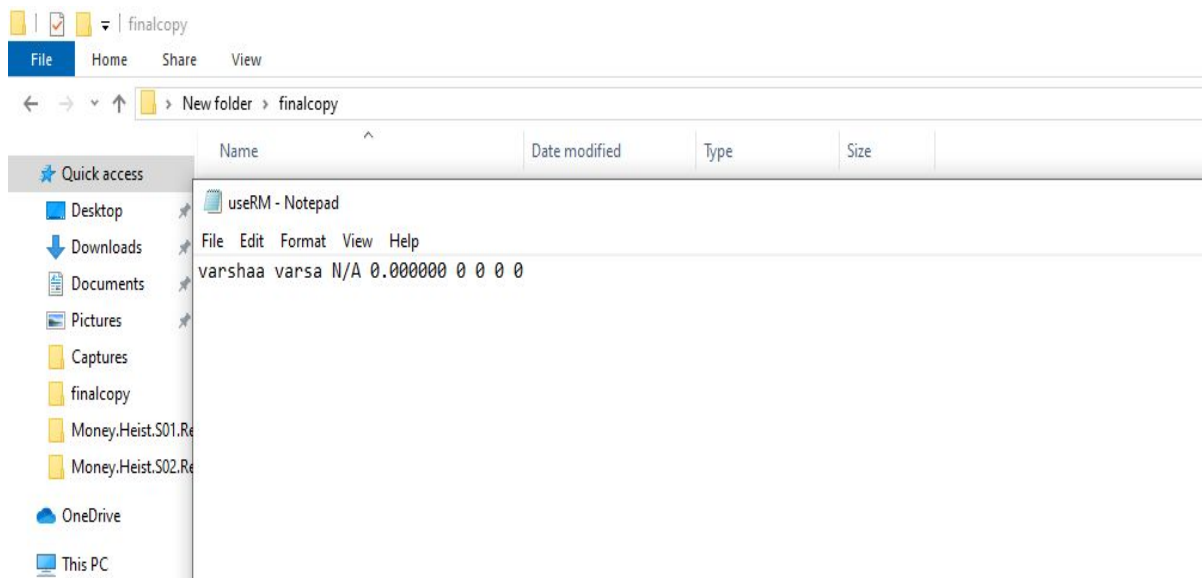 finalcopy
File Home Share View
New folder > finalcopy
Name Date modified Type Size
Quick access
Desktop
Downloads
Documents
Pictures
Captures
finalcopy
Money.Heist.S01.Re
Money.Heist.S02.Re
OneDrive
This PC
useRM - Notepad
File Edit Format View Help
varshaa varsa N/A 0.000000 0 0 0 0